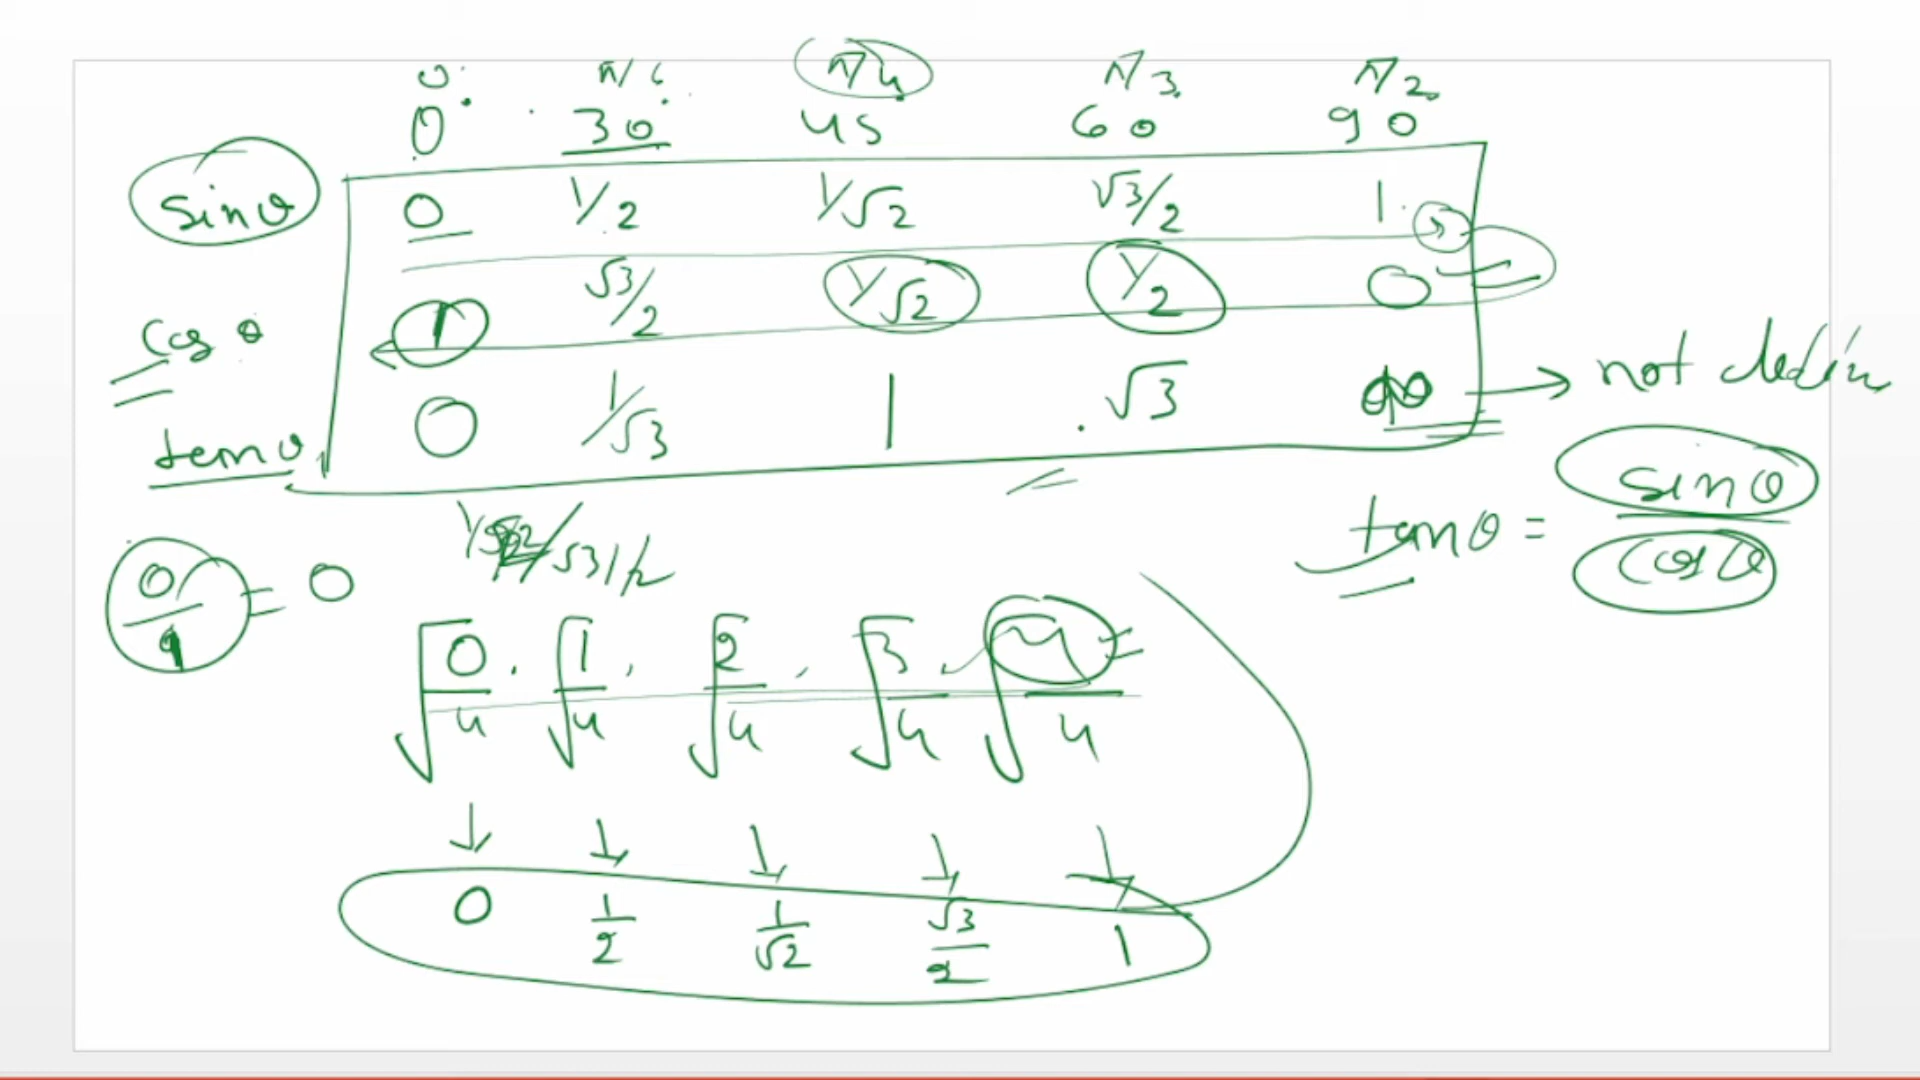 0° π/6 π/4 π/3 π/2
0° 30 45 60 90
sinθ 0 1/2 1/√2 √3/2 1
cosθ 1 √3/2 1/√2 1/2 0
tanθ 0 1/√3 1 √3 ∞ → not
tanθ = sinθ/cosθ
0/1 = 0
√3/2
√0/4 . √1/4 , √2/4 , √3/4 , √4/4 =
↓ ↓ ↓ ↓ ↓
0 1/2 1/√2 √3/2 1